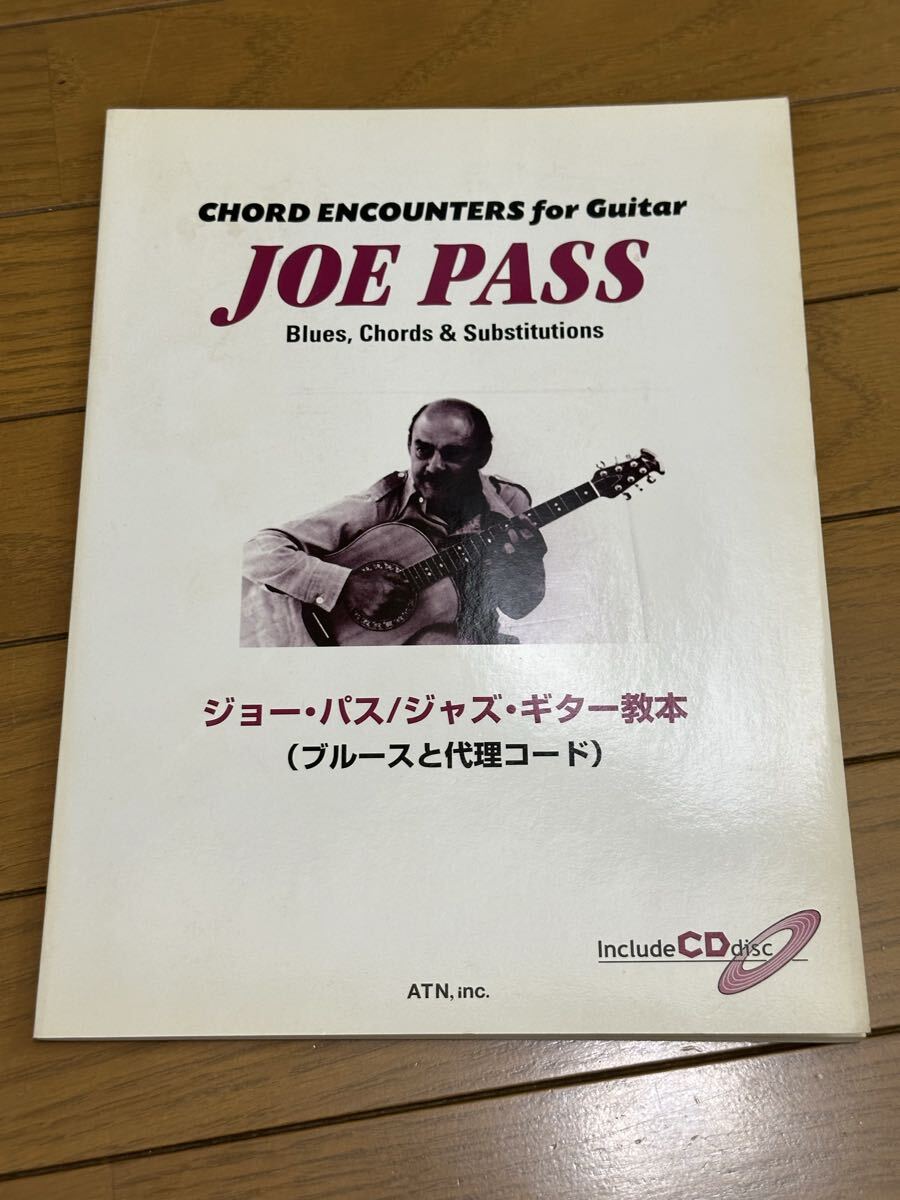 CHORD ENCOUNTERS for Guitar
JOE PASS
Blues, Chords & Substitutions
ジョー・パス/ジャズ・ギター教本
(ブルースと代理コード)
Include CD disc
ATN, inc.